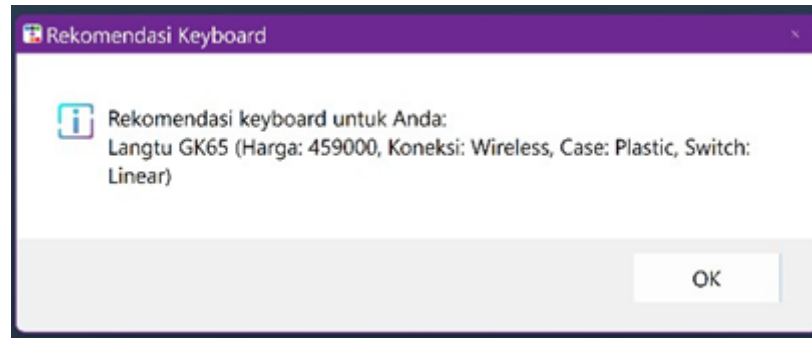 Rekomendasi Keyboard
Rekomendasi keyboard untuk Anda:
Langtu GK65 (Harga: 459000, Koneksi: Wireless, Case: Plastic, Switch:
Linear)
OK